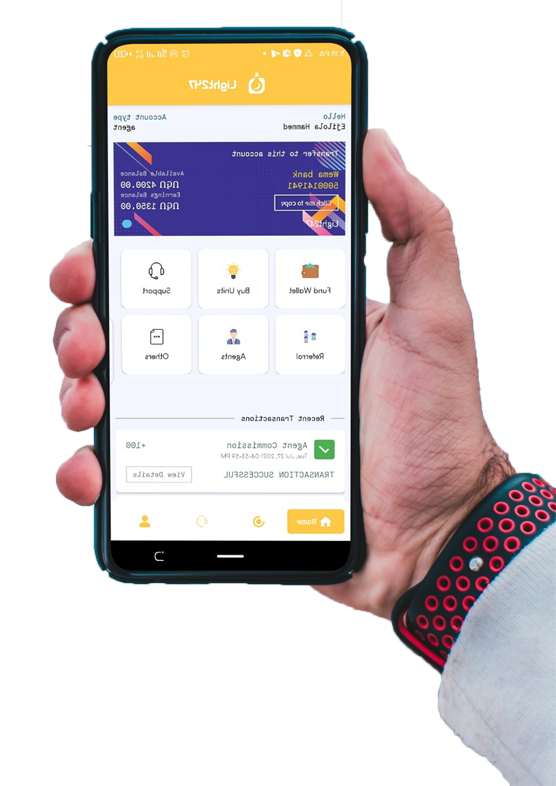 Light247
Hello Account type
Ejilola Hammed agent
Transfer to this account
Wema bank Available Balance
5000141941 NGN 4200.00
Earnings Balance
Click me to copy NGN 1350.00
Light247
Fund Wallet Buy Units Support
Referral Agents Others
Recent Transactions
Agent Commission +100
Tue, Jul 27, 2021 04:53:59 PM
TRANSACTION SUCCESSFUL View Details
Home